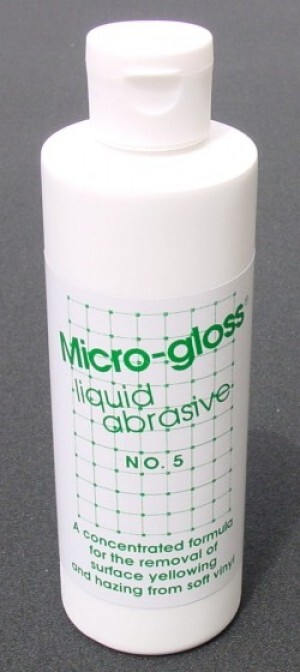 Micro-gloss®
liquid
abrasive
NO. 5
A concentrated formula
for the removal of
surface yellowing
and hazing from soft vinyl